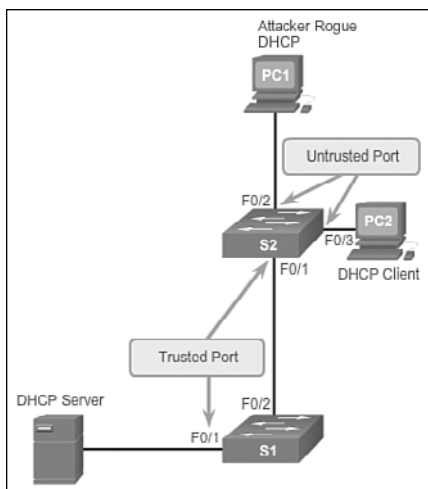 Attacker Rogue
DHCP
PC1
Untrusted Port
F0/2
PC2
S2
F0/3
F0/1
DHCP Client
Trusted Port
DHCP Server
F0/2
F0/1
S1